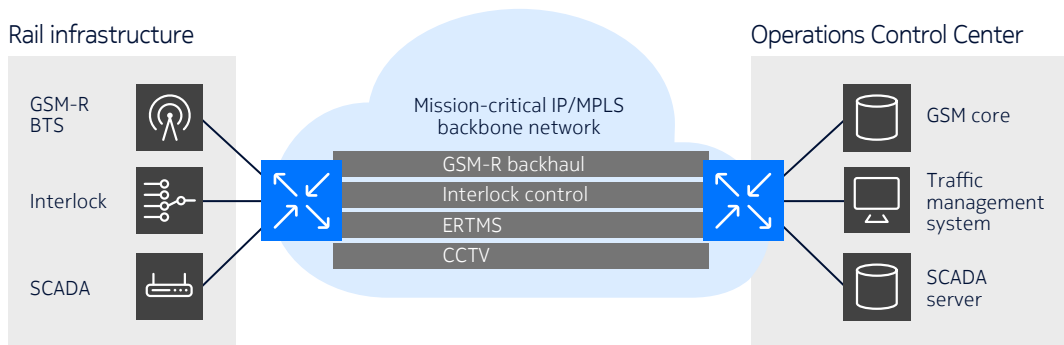 Rail infrastructure
GSM-R
BTS
Interlock
SCADA
Mission-critical IP/MPLS
backbone network
GSM-R backhaul
Interlock control
ERTMS
CCTV
Operations Control Center
GSM core
Traffic
management
system
SCADA
server